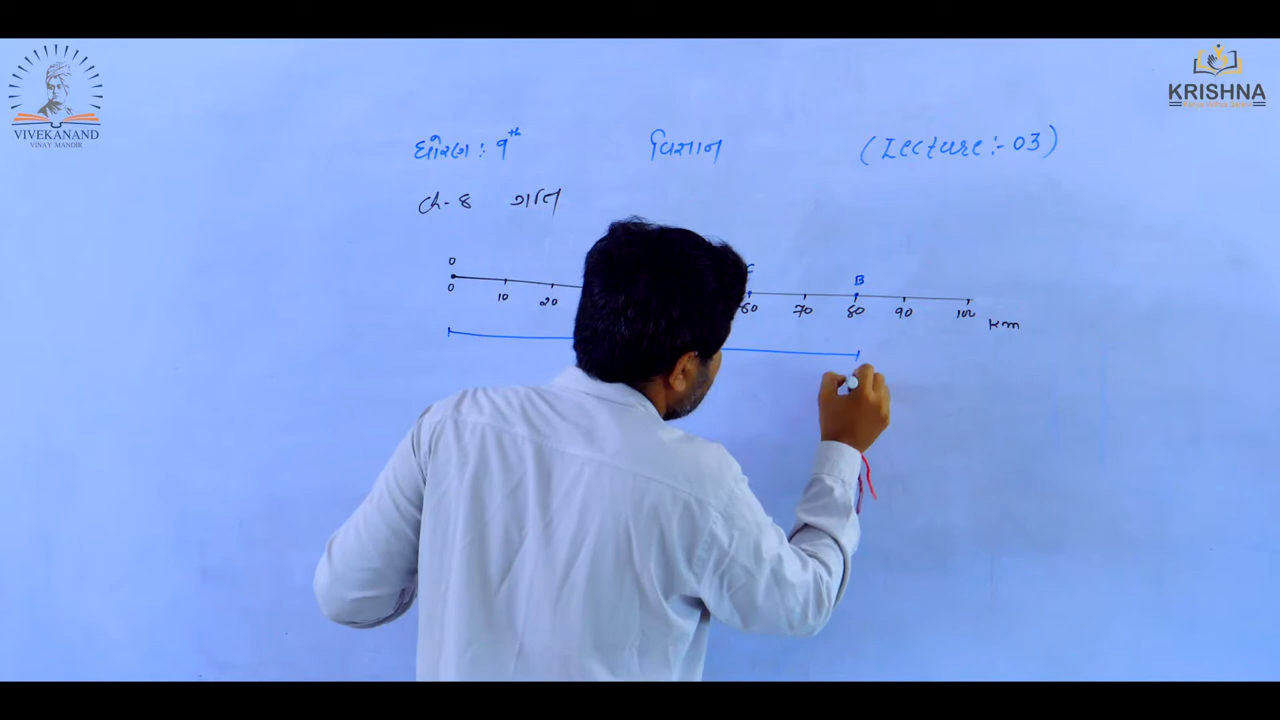 VIVEKANAND
VINAY MANDIR
KRISHNA
ધોરણ : 9th વિજ્ઞાન (Lecture :- 03)
Ch- 8 ગતિ
O B
0 10 20 60 70 80 90 100 km